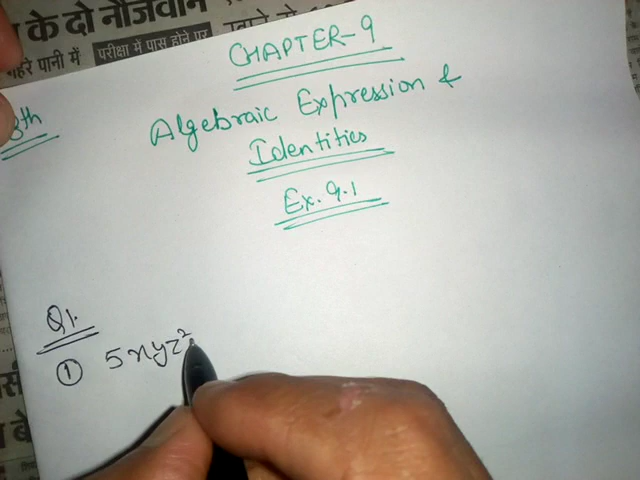 के दो नौजवान
गहरे पानी में
परीक्षा में पास होने पर
CHAPTER-9
8th
Algebraic Expression &
Identities
Ex. 9.1
Q1.
① 5xyz²